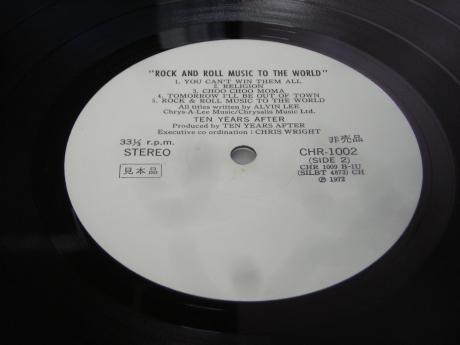 "ROCK AND ROLL MUSIC TO THE WORLD"
1. YOU CAN'T WIN THEM ALL
2. RELIGION
3. CHOO CHOO MOMA
4. TOMORROW I'LL BE OUT OF TOWN
5. ROCK & ROLL MUSIC TO THE WORLD
All titles written by ALVIN LEE
Chrys-A-Lee Music/Chrysalis Music Ltd.
TEN YEARS AFTER
Produced by TEN YEARS AFTER
Executive co ordination : CHRIS WRIGHT
33⅓ r.p.m.
STEREO
見本品
非売品
CHR-1002
(SIDE 2)
CHR 1009 B-1U
(SILBT 4873) CH
Ⓟ 1972